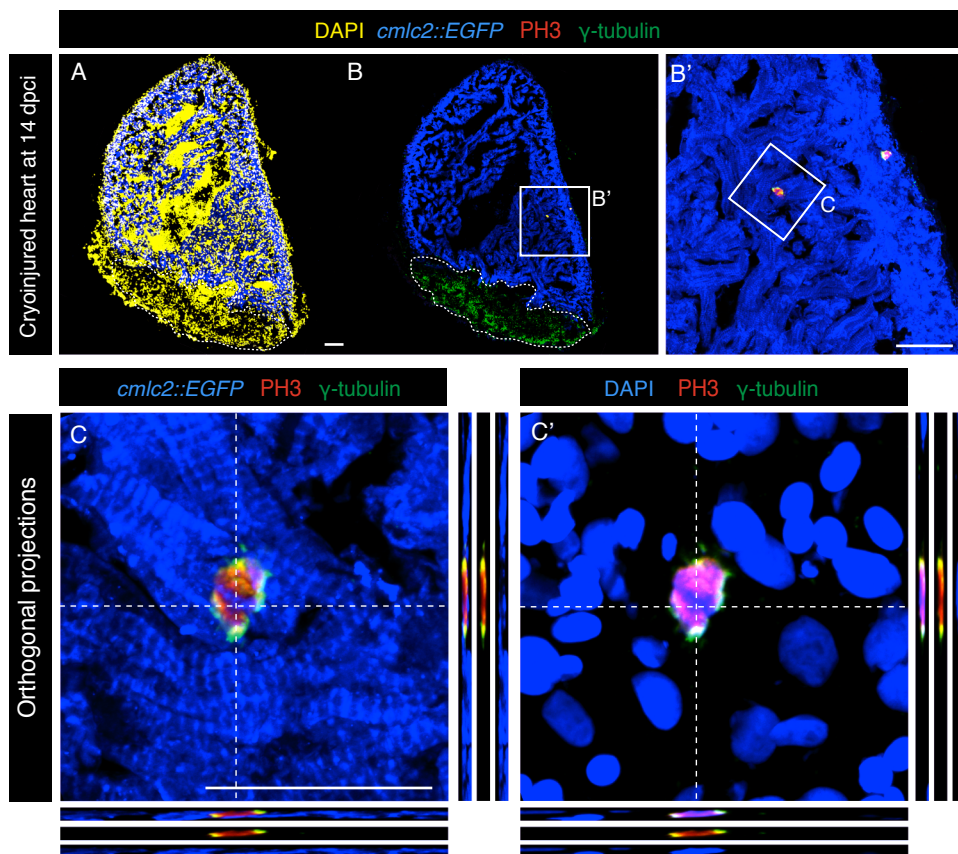 DAPI cmlc2::EGFP PH3 γ-tubulin
Cryoinjured heart at 14 dpci
A
B
B’
B’
C
cmlc2::EGFP PH3 γ-tubulin
DAPI PH3 γ-tubulin
Orthogonal projections
C
C’